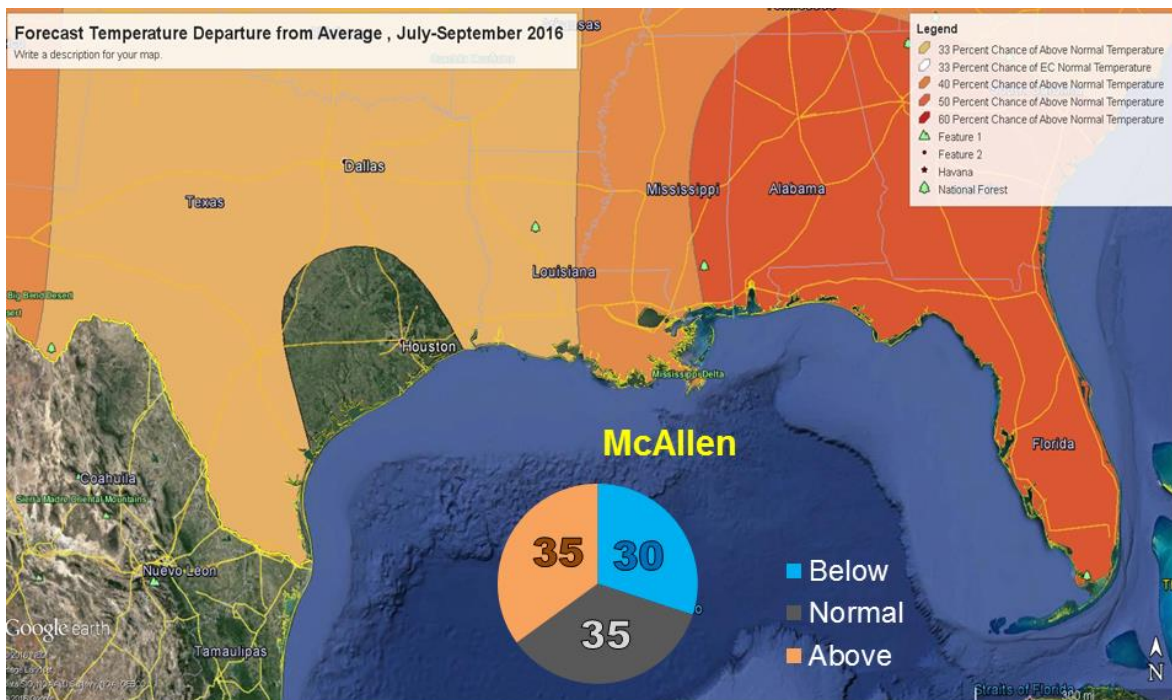 Forecast Temperature Departure from Average , July-September 2016
Write a description for your map.
Legend
33 Percent Chance of Above Normal Temperature
33 Percent Chance of EC Normal Temperature
40 Percent Chance of Above Normal Temperature
50 Percent Chance of Above Normal Temperature
60 Percent Chance of Above Normal Temperature
Feature 1
Feature 2
Havana
National Forest
Dallas
Texas
Mississippi
Alabama
Louisiana
Big Bend Desert
Houston
Mississippi Delta
McAllen
Florida
Coahuila
Sierra Madre Oriental Mountains
35
30
35
Below
Normal
Above
Nuevo Leon
Google earth
Tamaulipas
Straits of Florida
N